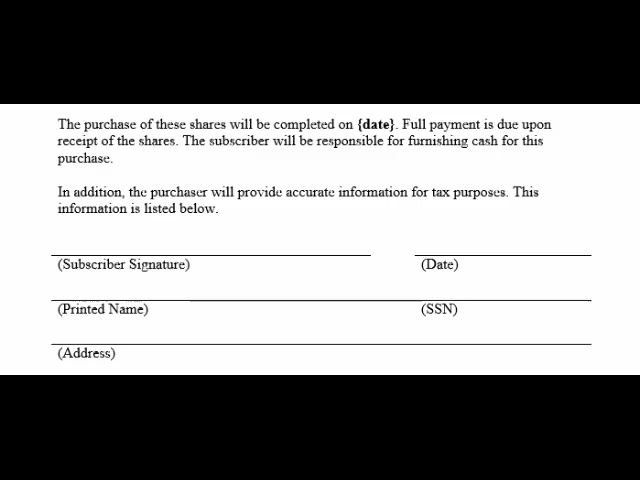 The purchase of these shares will be completed on {date}. Full payment is due upon
receipt of the shares. The subscriber will be responsible for furnishing cash for this
purchase.
In addition, the purchaser will provide accurate information for tax purposes. This
information is listed below.
(Subscriber Signature) (Date)
(Printed Name) (SSN)
(Address)